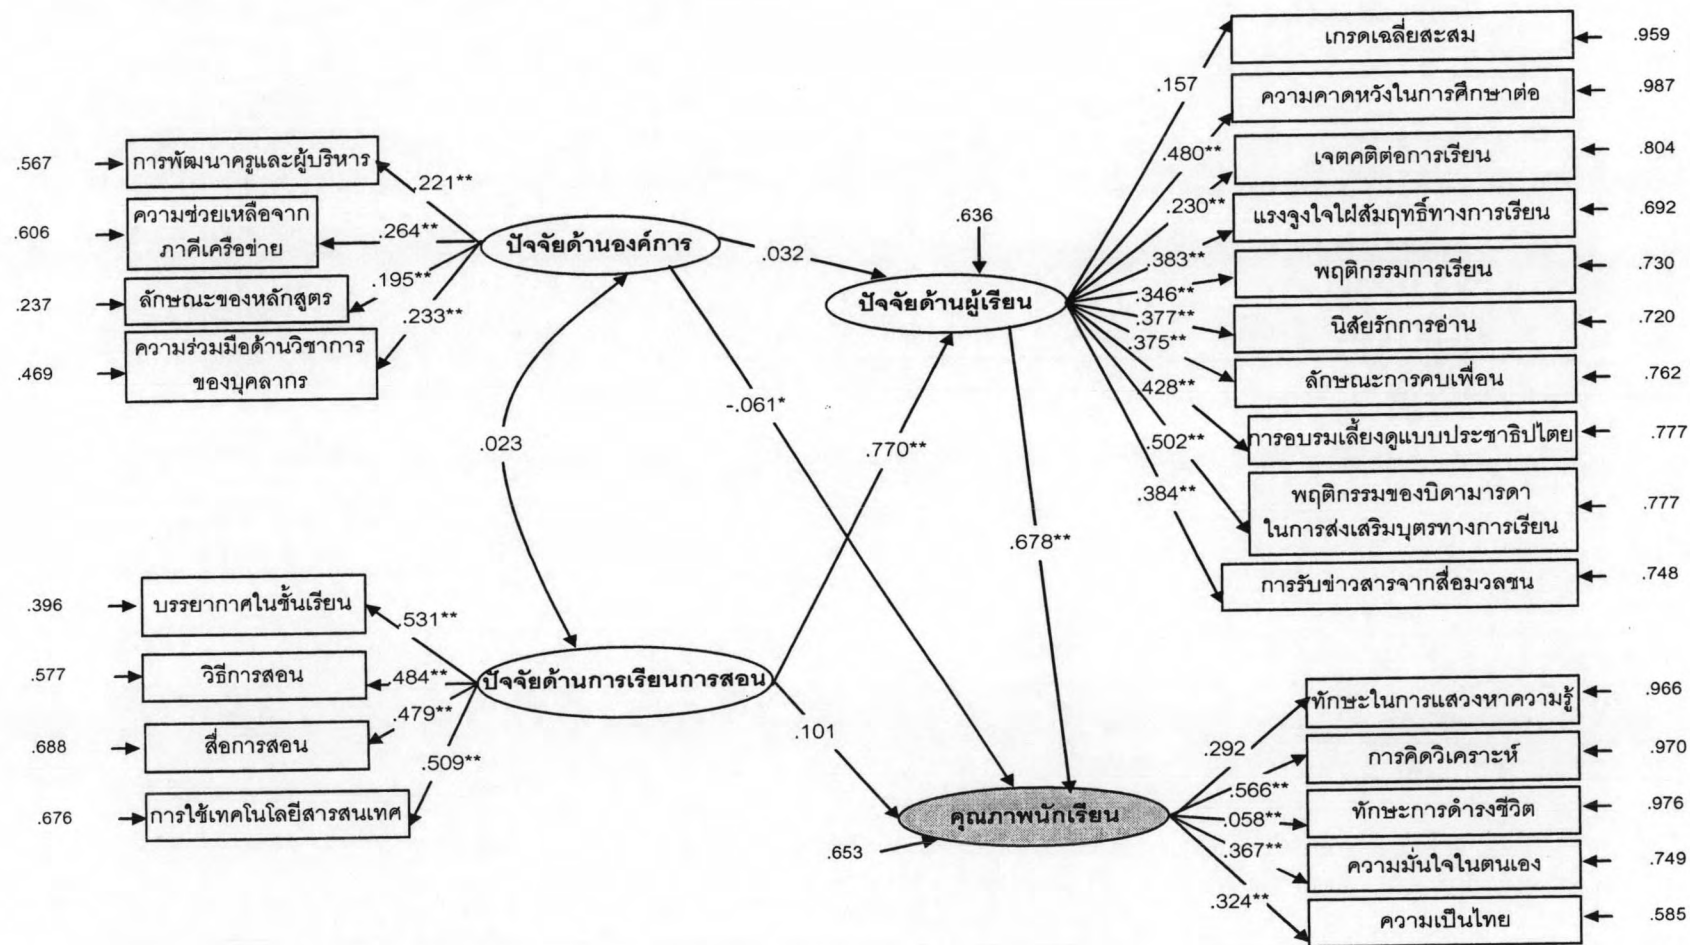 .567
การพัฒนาครูและผู้บริหาร
.221**
.606
ความช่วยเหลือจาก
ภาคีเครือข่าย
.264**
.237
ลักษณะของหลักสูตร
.195**
.469
ความร่วมมือด้านวิชาการ
ของบุคลากร
.233**
ปัจจัยด้านองค์การ
.032
.636
ปัจจัยด้านผู้เรียน
.023
-.061*
.770**
.678**
.396
บรรยากาศในชั้นเรียน
.531**
.577
วิธีการสอน
.484**
.688
สื่อการสอน
.479**
.676
การใช้เทคโนโลยีสารสนเทศ
.509**
ปัจจัยด้านการเรียนการสอน
.101
.653
คุณภาพนักเรียน
.157
เกรดเฉลี่ยสะสม
.959
.480**
ความคาดหวังในการศึกษาต่อ
.987
.230**
เจตคติต่อการเรียน
.804
.383**
แรงจูงใจใฝ่สัมฤทธิ์ทางการเรียน
.692
.346**
พฤติกรรมการเรียน
.730
.377**
นิสัยรักการอ่าน
.720
.375**
ลักษณะการคบเพื่อน
.762
.428**
การอบรมเลี้ยงดูแบบประชาธิปไตย
.777
.502**
พฤติกรรมของบิดามารดา
ในการส่งเสริมบุตรทางการเรียน
.777
.384**
การรับข่าวสารจากสื่อมวลชน
.748
.292
ทักษะในการแสวงหาความรู้
.966
.566**
การคิดวิเคราะห์
.970
.058**
ทักษะการดำรงชีวิต
.976
.367**
ความมั่นใจในตนเอง
.749
.324**
ความเป็นไทย
.585